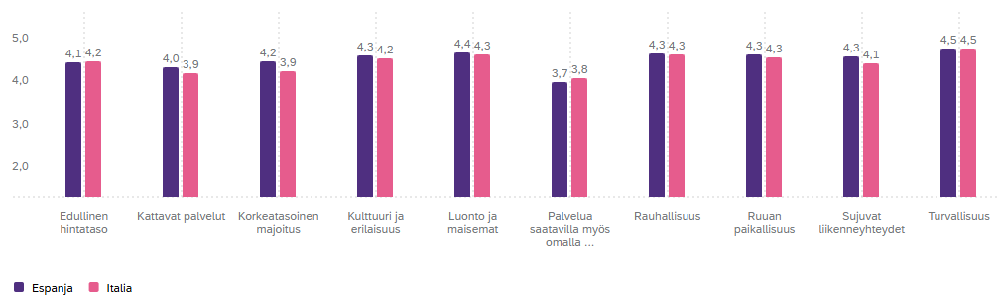 5,0
4,0
3,0
2,0
4,1 4,2
4,0 3,9
4,2 3,9
4,3 4,2
4,4 4,3
3,7 3,8
4,3 4,3
4,3 4,3
4,3 4,1
4,5 4,5
Edullinen
hintataso
Kattavat palvelut
Korkeatasoinen
majoitus
Kulttuuri ja
erilaisuus
Luonto ja
maisemat
Palvelua
saatavilla myös
omalla ...
Rauhallisuus
Ruuan
paikallisuus
Sujuvat
liikenneyhteydet
Turvallisuus
Espanja
Italia